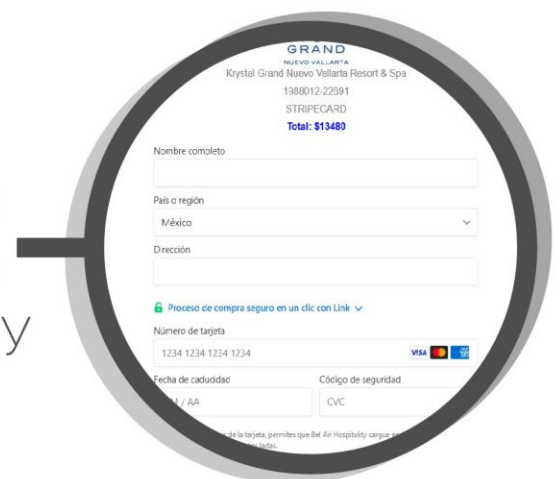 GRAND
NUEVO VALLARTA
Krystal Grand Nuevo Vallarta Resort & Spa
1988012-22691
STRIPECARD
Total: $13480
Nombre completo
País o región
México
Dirección
Proceso de compra seguro en un clic con Link
y
Número de tarjeta
1234 1234 1234 1234 VISA
Fecha de caducidad Código de seguridad
/ AA CVC
de la tarjeta, permites que Bel Air Hospitality cargue